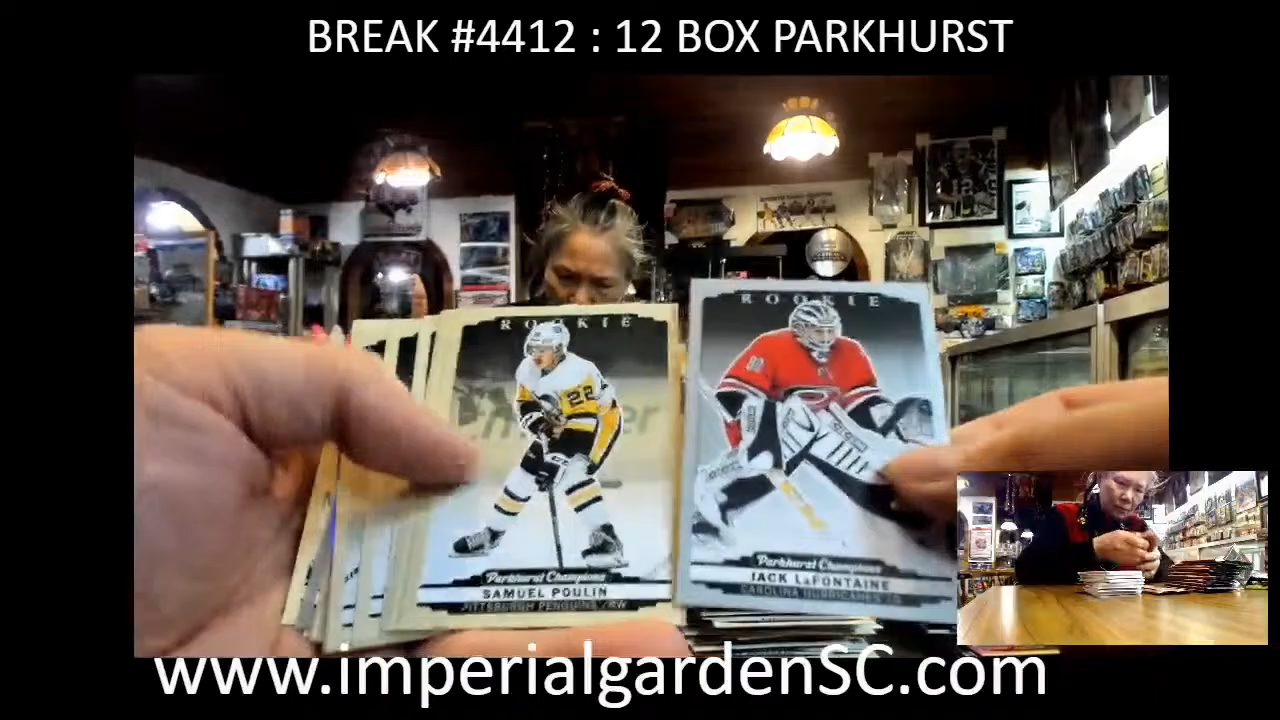 BREAK #4412 : 12 BOX PARKHURST
ROOKIE
22
Parkhurst Champions
SAMUEL POULIN
PITTSBURGH PENGUINS / RW
ROOKIE
Parkhurst Champions
JACK LaFONTAINE
CAROLINA HURRICANES
www.imperialgardenSC.com